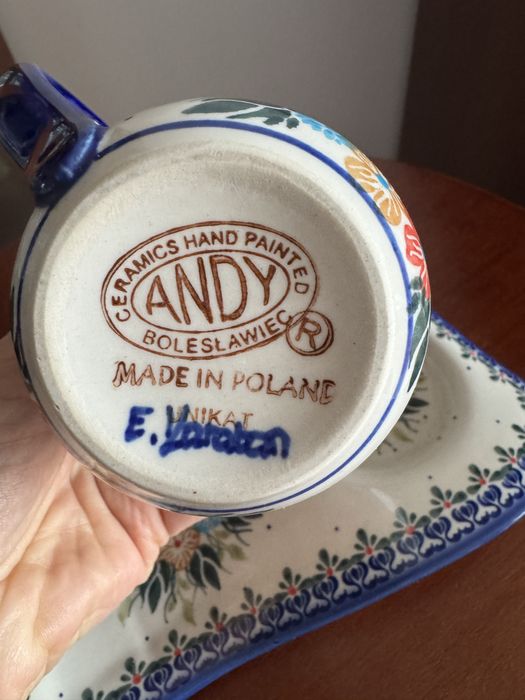 CERAMICS HAND PAINTED
ANDY
BOLESŁAWIEC
®
MADE IN POLAND
UNIKAT
E.